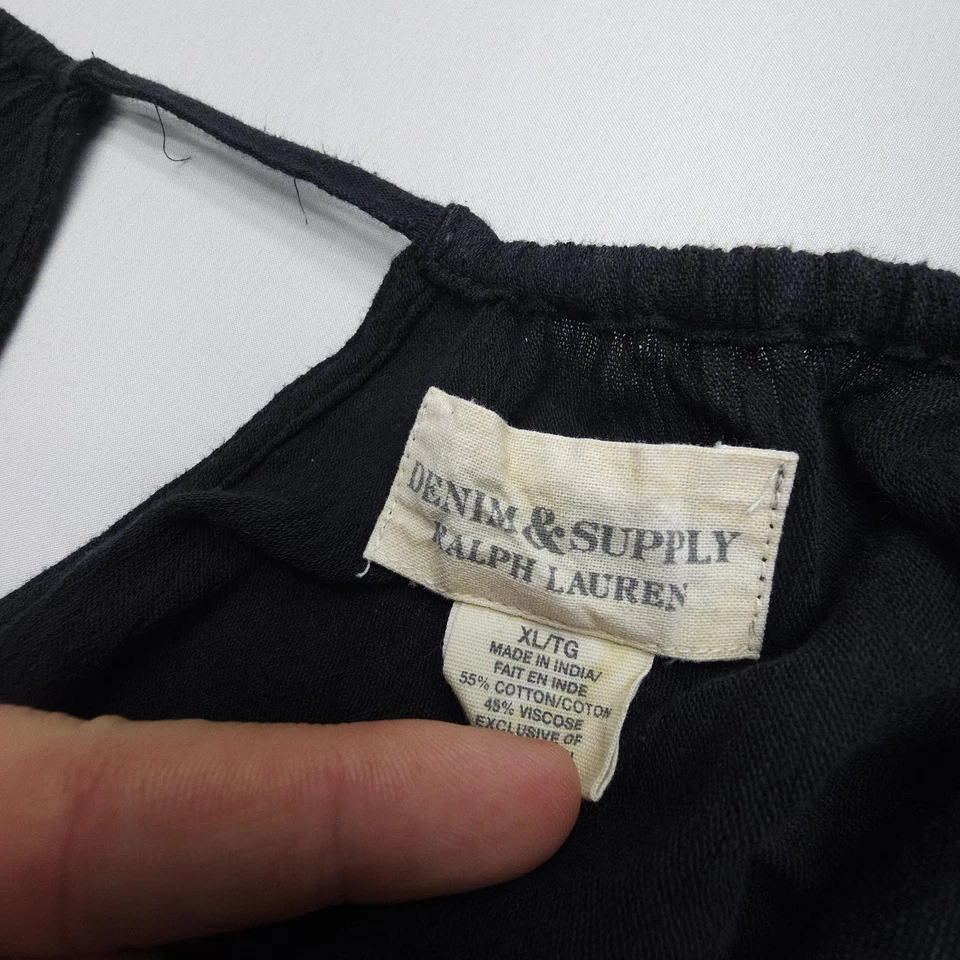 DENIM & SUPPLY
RALPH LAUREN
XL/TG
MADE IN INDIA/
FAIT EN INDE
55% COTTON/COTON
45% VISCOSE
EXCLUSIVE OF